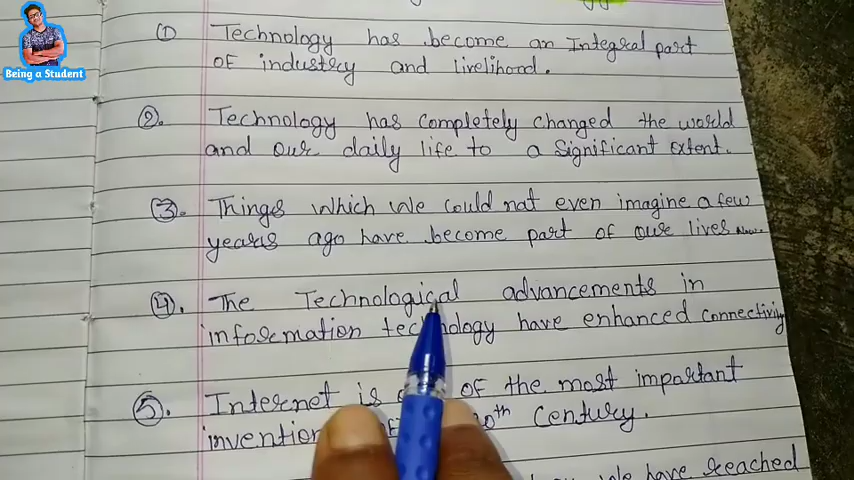 Being a Student
① Technology has become an Integral part
of industry and livelihood.
②. Technology has completely changed the world
and our daily life to a significant extent.
③. Things which we could not even imagine a few
years ago have become part of our lives now.
④. The Technological advancements in
information technology have enhanced connectivity
⑤. Internet is of the most important
invention 20th Century.
we have reached